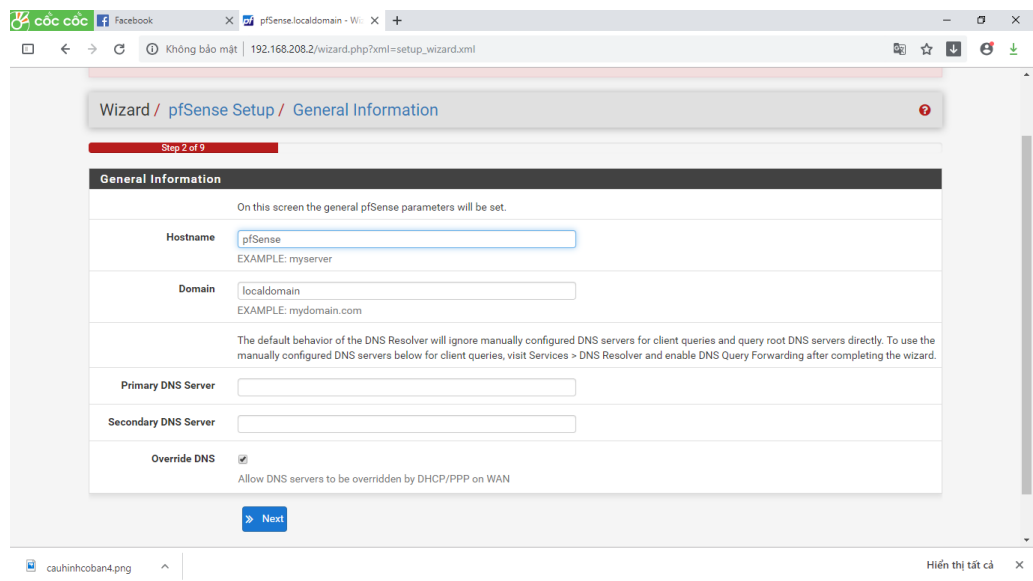 cốc cốc
Facebook
pfSense.localdomain - Wi
Không bảo mật
192.168.208.2/wizard.php?xml=setup_wizard.xml
Wizard / pfSense Setup / General Information
Step 2 of 9
General Information
On this screen the general pfSense parameters will be set.
Hostname
pfSense
EXAMPLE: myserver
Domain
localdomain
EXAMPLE: mydomain.com
The default behavior of the DNS Resolver will ignore manually configured DNS servers for client queries and query root DNS servers directly. To use the
manually configured DNS servers below for client queries, visit Services > DNS Resolver and enable DNS Query Forwarding after completing the wizard.
Primary DNS Server
Secondary DNS Server
Override DNS
Allow DNS servers to be overridden by DHCP/PPP on WAN
Next
cauhinhcoban4.png
Hiển thị tất cả